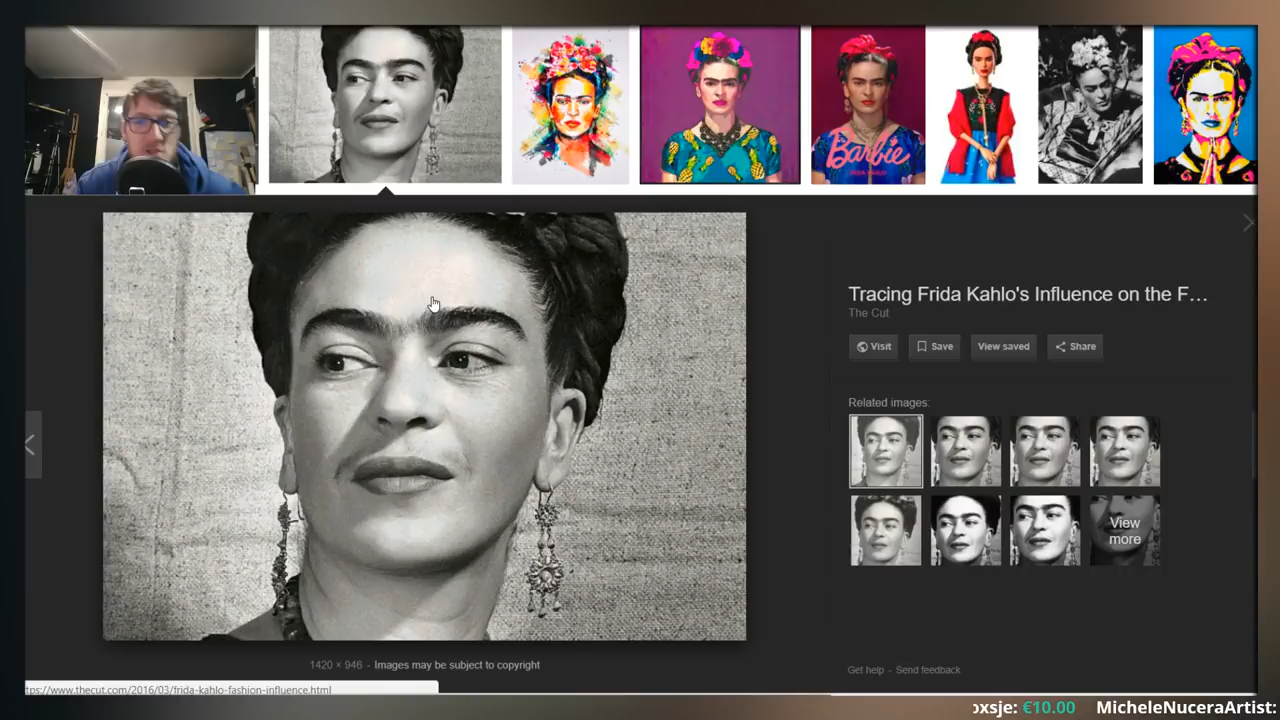 Barbie
Tracing Frida Kahlo's Influence on the F…
The Cut
Visit
Save
View saved
Share
Related images:
View
more
1420 × 946 - Images may be subject to copyright
Get help - Send feedback
tps://www.thecut.com/2016/03/frida-kahlo-fashion-influence.html
oxsje: €10.00 MicheleNuceraArtist: